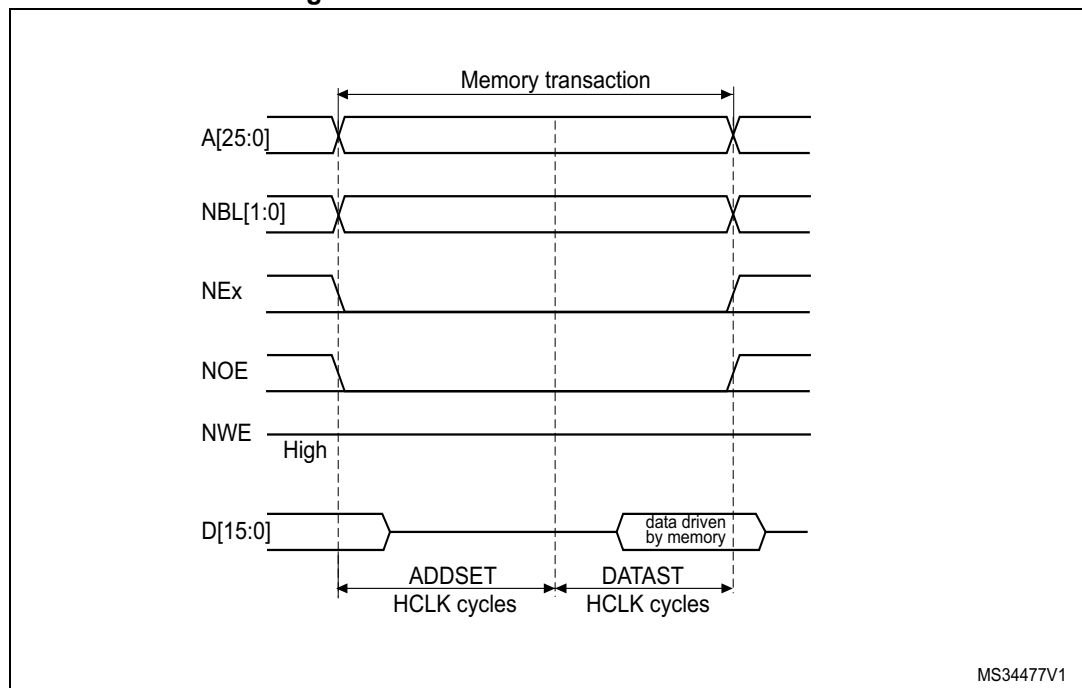 Memory transaction
A[25:0]
NBL[1:0]
NEx
NOE
NWE
High
D[15:0]
data driven
by memory
ADDSET
HCLK cycles
DATAST
HCLK cycles
MS34477V1